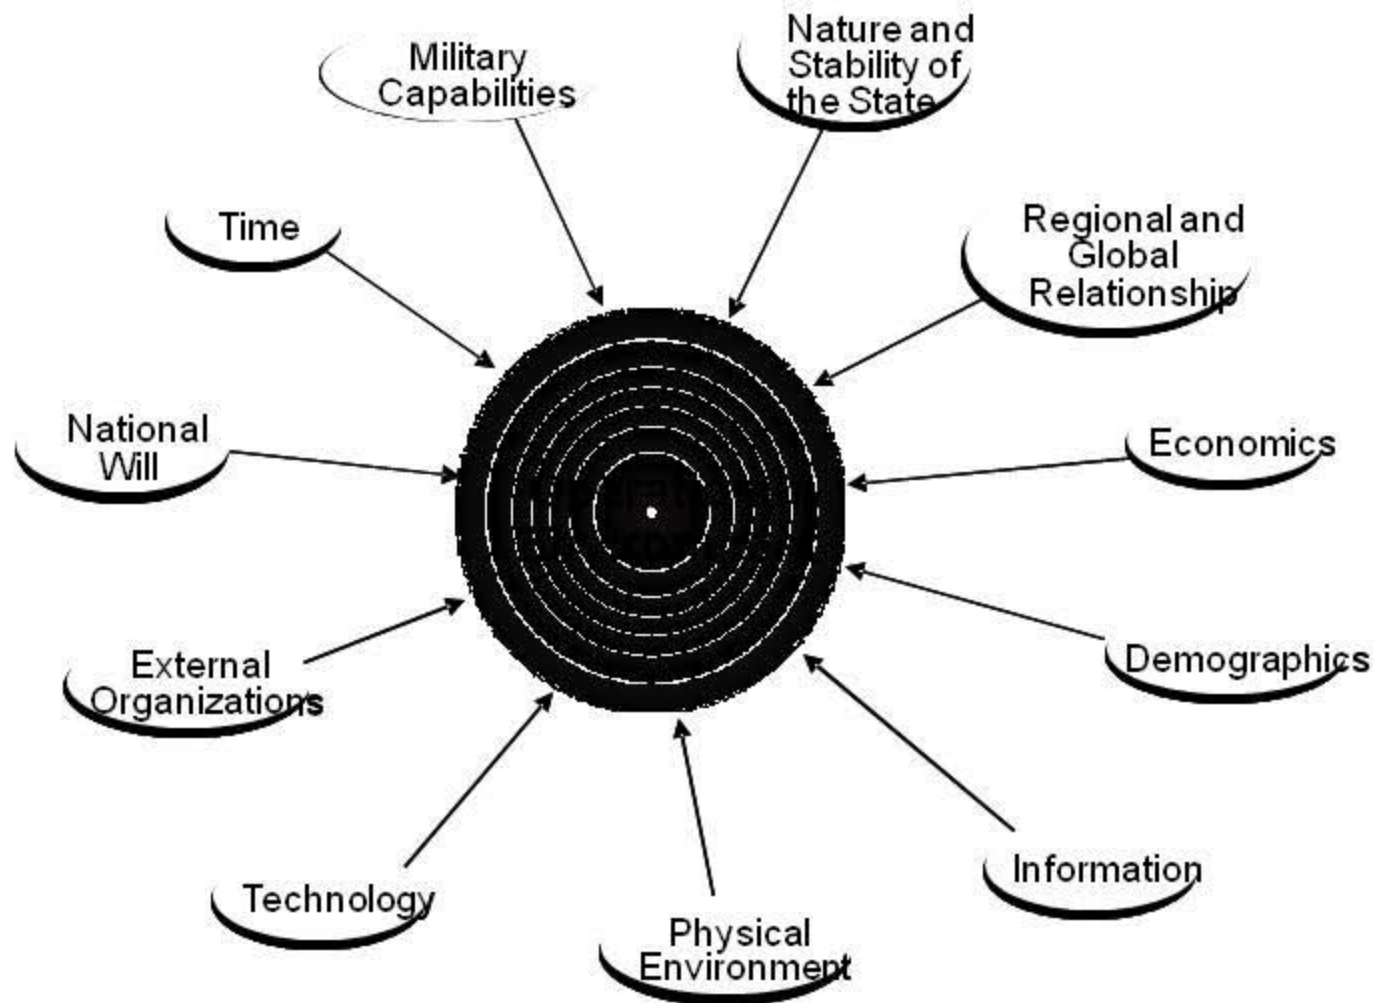 Military
Capabilities
Nature and
Stability of
the State
Time
Regional and
Global
Relationship
National
Will
Economics
External
Organizations
Demographics
Technology
Information
Physical
Environment